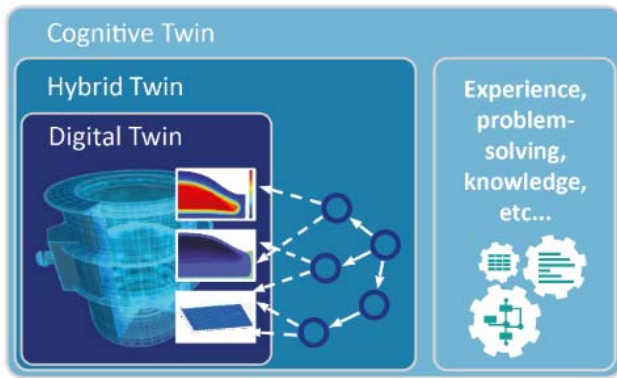 Cognitive Twin
Hybrid Twin
Digital Twin
Experience,
problem-
solving,
knowledge,
etc...